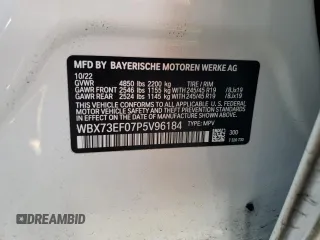 MFD BY BAYERISCHE MOTOREN WERKE AG
10/22
GVWR 4850 lbs 2200 kg TIRE / RIM
GAWR FRONT 2546 lbs 1155 kg 245/45 R19 /8Jx19
GAWR REAR 2524 lbs 1145 kg 245/45 R19 /8Jx19
THIS VEHICLE CONFORMS TO ALL APPLICABLE
U.S. FEDERAL MOTOR VEHICLE SAFETY
STANDARDS IN EFFECT ON THE DATE OF
MANUFACTURE SHOWN ABOVE.
WBX73EF07P5V96184 TYPE: MPV 300
DREAMBID